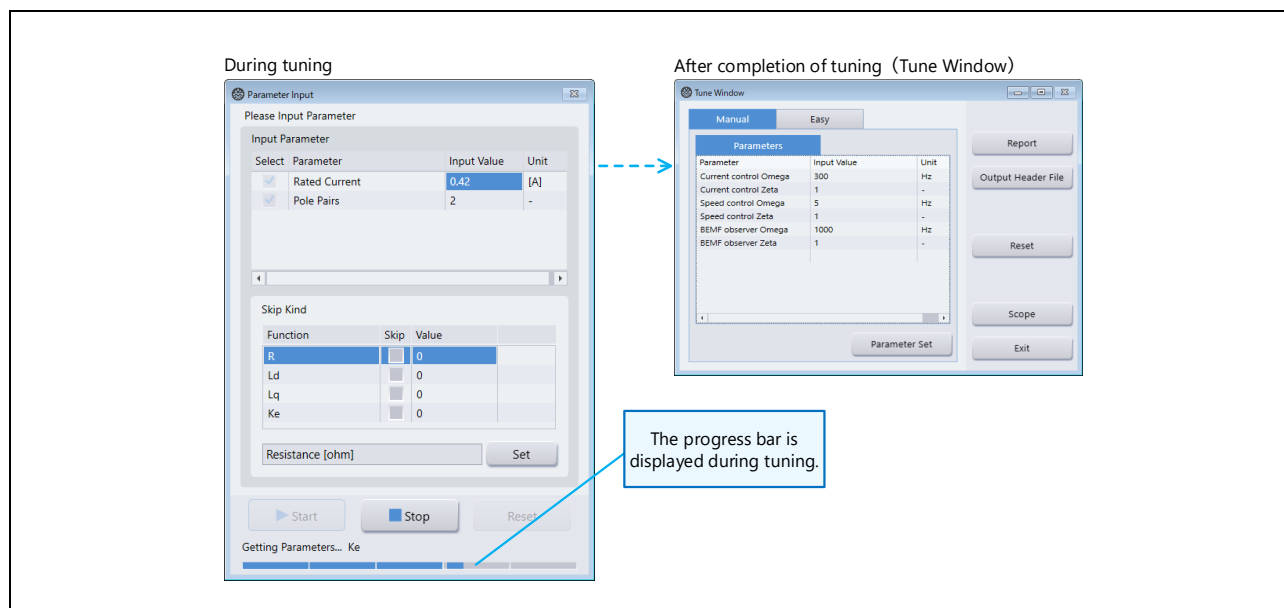 During tuning
Parameter Input
Please Input Parameter
Input Parameter
Select Parameter Input Value Unit
Rated Current 0.42 [A]
Pole Pairs 2 -
Skip Kind
Function Skip Value
R 0
Ld 0
Lq 0
Ke 0
Resistance [ohm] Set
Start Stop Reset
Getting Parameters... Ke
After completion of tuning（Tune Window）
Tune Window
Manual Easy
Parameters
Parameter Input Value Unit
Current control Omega 300 Hz
Current control Zeta 1 -
Speed control Omega 5 Hz
Speed control Zeta 1 -
BEMF observer Omega 1000 Hz
BEMF observer Zeta 1 -
Parameter Set
Report
Output Header File
Reset
Scope
Exit
The progress bar is
displayed during tuning.